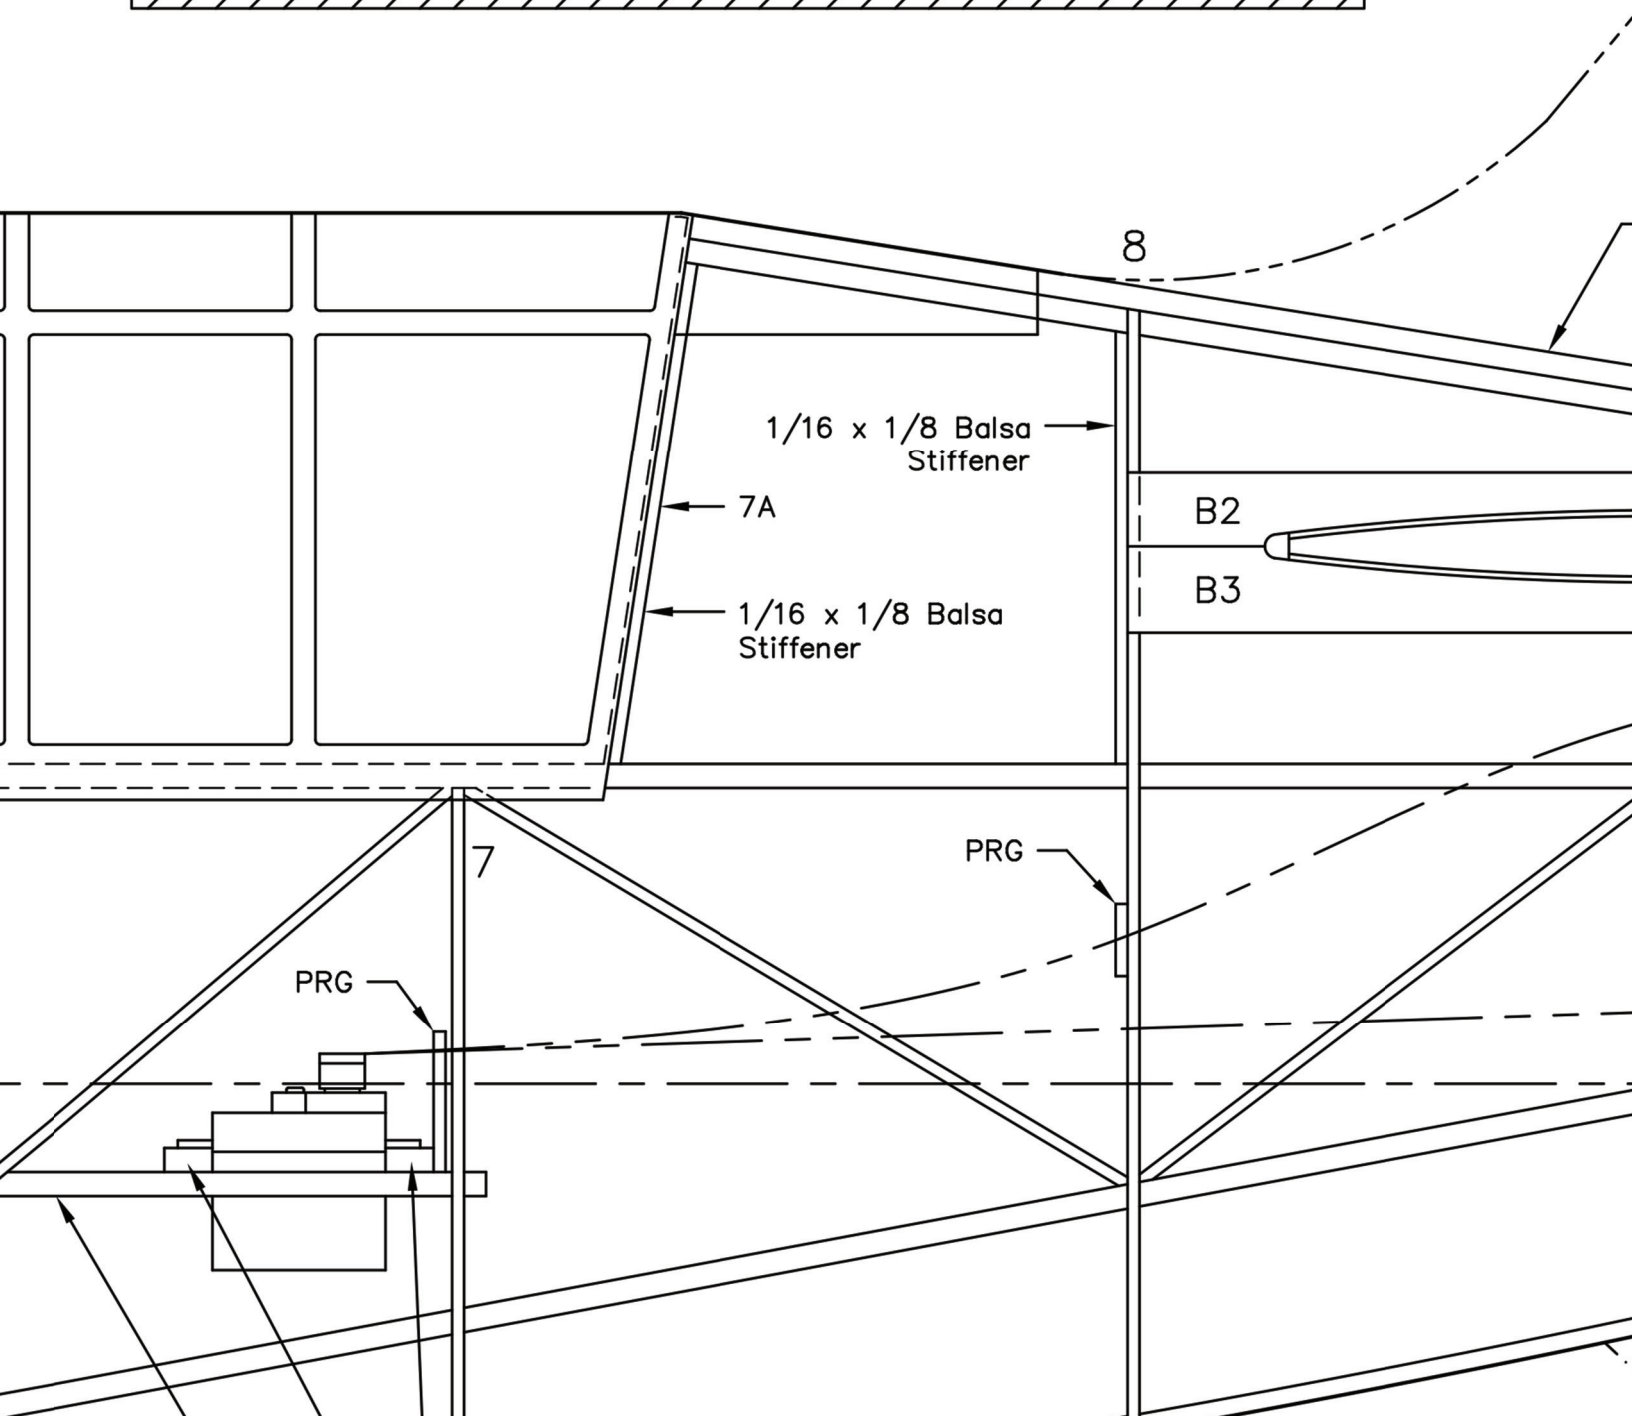 8
1/16 x 1/8 Balsa
Stiffener
7A
B2
B3
1/16 x 1/8 Balsa
Stiffener
PRG
7
PRG